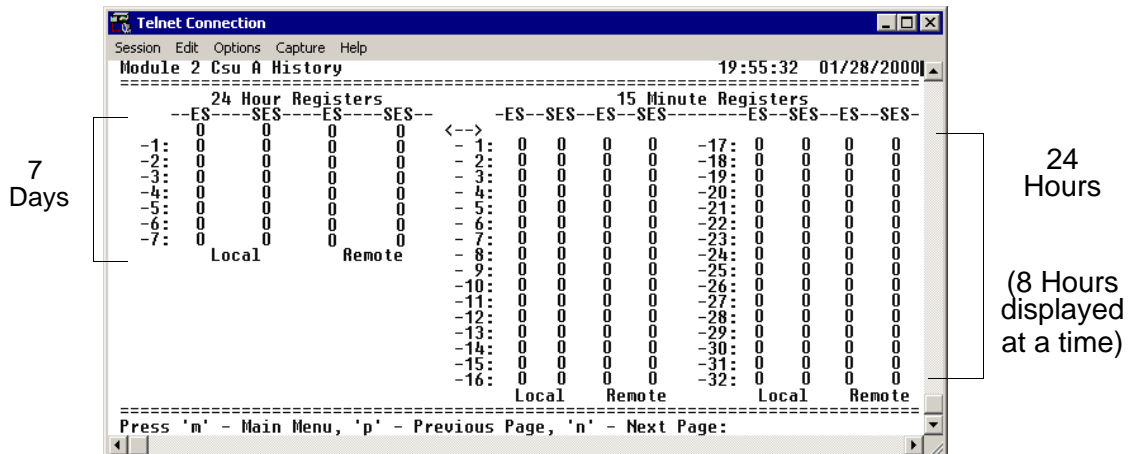 Telnet Connection
Session Edit Options Capture Help
Module 2 Csu A History 19:55:32 01/28/2000
================================================================================
24 Hour Registers 15 Minute Registers
--ES----SES----ES----SES-- -ES--SES--ES--SES--------ES--SES--ES--SES-
0 0 0 0 <-->
-1: 0 0 0 0 - 1: 0 0 0 0 -17: 0 0 0 0
-2: 0 0 0 0 - 2: 0 0 0 0 -18: 0 0 0 0
-3: 0 0 0 0 - 3: 0 0 0 0 -19: 0 0 0 0
-4: 0 0 0 0 - 4: 0 0 0 0 -20: 0 0 0 0
-5: 0 0 0 0 - 5: 0 0 0 0 -21: 0 0 0 0
-6: 0 0 0 0 - 6: 0 0 0 0 -22: 0 0 0 0
-7: 0 0 0 0 - 7: 0 0 0 0 -23: 0 0 0 0
Local Remote - 8: 0 0 0 0 -24: 0 0 0 0
- 9: 0 0 0 0 -25: 0 0 0 0
-10: 0 0 0 0 -26: 0 0 0 0
-11: 0 0 0 0 -27: 0 0 0 0
-12: 0 0 0 0 -28: 0 0 0 0
-13: 0 0 0 0 -29: 0 0 0 0
-14: 0 0 0 0 -30: 0 0 0 0
-15: 0 0 0 0 -31: 0 0 0 0
-16: 0 0 0 0 -32: 0 0 0 0
Local Remote Local Remote
================================================================================
Press 'm' - Main Menu, 'p' - Previous Page, 'n' - Next Page:
7
Days
24
Hours
(8 Hours
displayed
at a time)